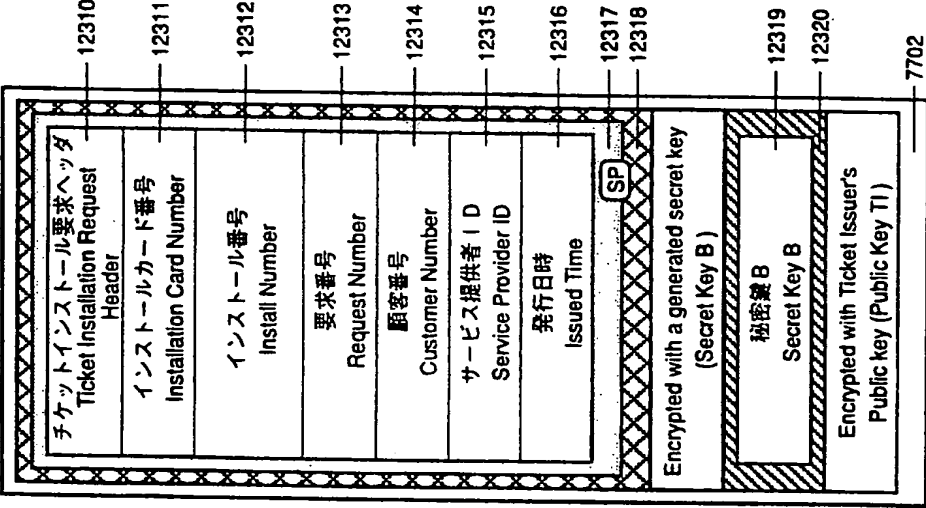 チケットインストール要求ヘッダ
Ticket Installation Request
Header
12310
インストールカード番号
Installation Card Number
12311
インストール番号
Install Number
12312
要求番号
Request Number
12313
顧客番号
Customer Number
12314
サービス提供者ID
Service Provider ID
12315
発行日時
Issued Time
12316
SP
12317
12318
Encrypted with a generated secret key
(Secret Key B)
秘密鍵B
Secret Key B
12319
12320
Encrypted with Ticket Issuer's
Public key (Public Key TI)
7702